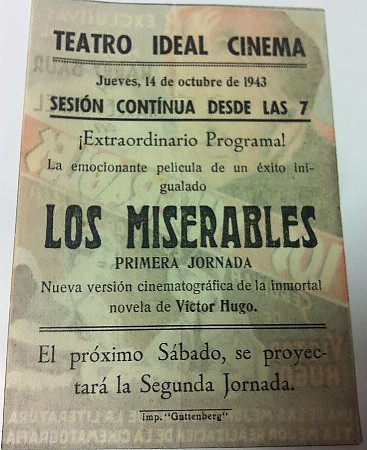 TEATRO IDEAL CINEMA
Jueves, 14 de octubre de 1943
SESIÓN CONTÍNUA DESDE LAS 7
¡Extraordinario Programa!
La emocionante pelicula de un éxito ini-
gualado
LOS MISERABLES
PRIMERA JORNADA
Nueva versión cinematográfica de la inmortal
novela de Víctor Hugo.
El próximo Sábado, se proyec-
tará la Segunda Jornada.
Imp. "Guttenberg"